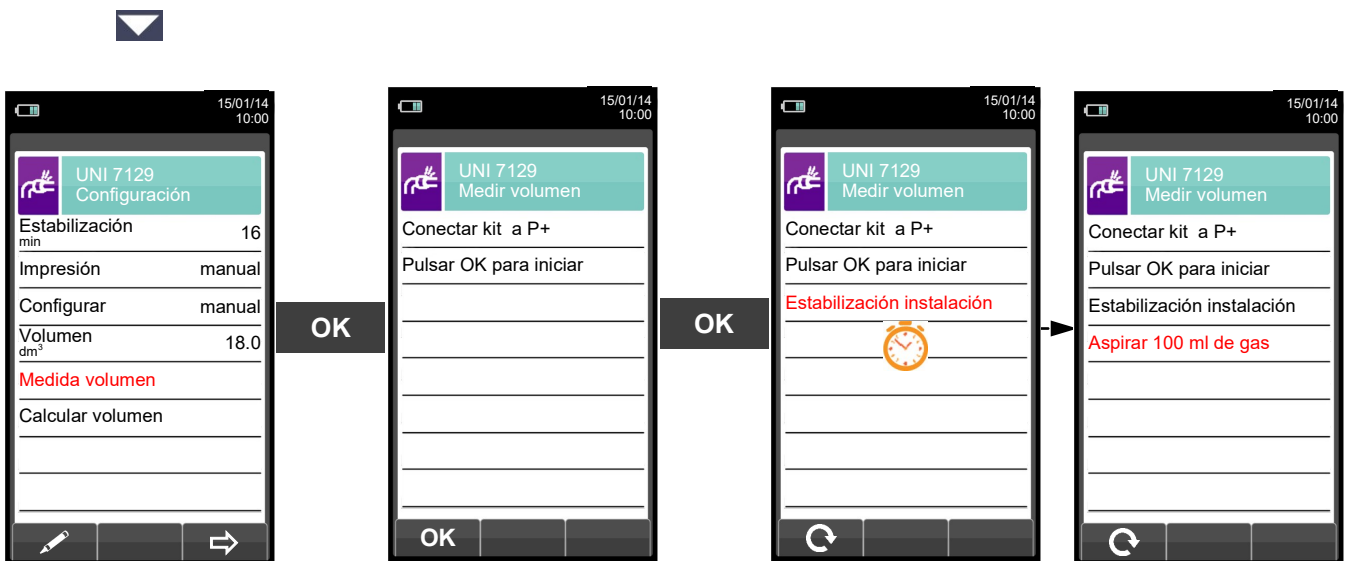 15/01/14
10:00
UNI 7129
Configuración
Estabilización
min
16
Impresión manual
Configurar manual
Volumen
dm³
18.0
Medida volumen
Calcular volumen
OK
15/01/14
10:00
UNI 7129
Medir volumen
Conectar kit a P+
Pulsar OK para iniciar
OK
OK
15/01/14
10:00
UNI 7129
Medir volumen
Conectar kit a P+
Pulsar OK para iniciar
Estabilización instalación
15/01/14
10:00
UNI 7129
Medir volumen
Conectar kit a P+
Pulsar OK para iniciar
Estabilización instalación
Aspirar 100 ml de gas